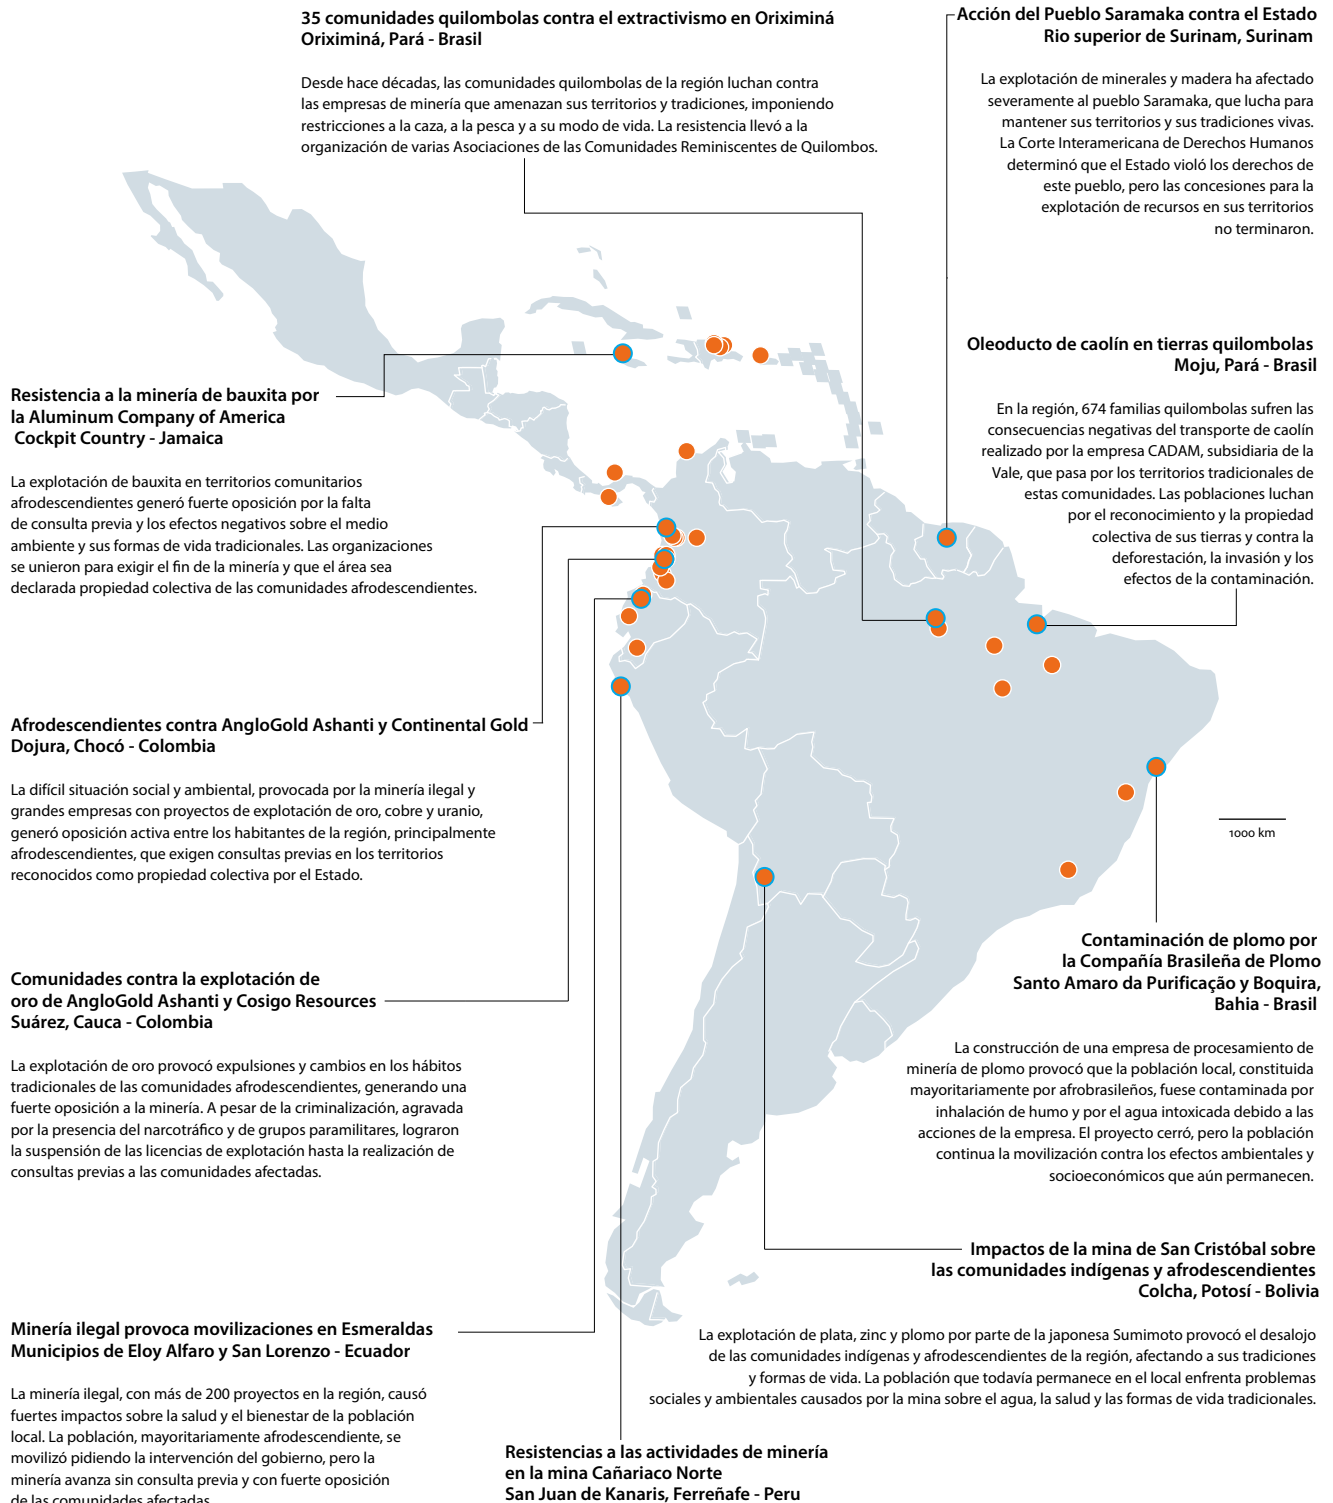 35 comunidades quilombolas contra el extractivismo en Oriximiná
Oriximiná, Pará - Brasil
Desde hace décadas, las comunidades quilombolas de la región luchan contra
las empresas de minería que amenazan sus territorios y tradiciones, imponiendo
restricciones a la caza, a la pesca y a su modo de vida. La resistencia llevó a la
organización de varias Asociaciones de las Comunidades Reminiscentes de Quilombos.
Acción del Pueblo Saramaka contra el Estado
Rio superior de Surinam, Surinam
La explotación de minerales y madera ha afectado
severamente al pueblo Saramaka, que lucha para
mantener sus territorios y sus tradiciones vivas.
La Corte Interamericana de Derechos Humanos
determinó que el Estado violó los derechos de
este pueblo, pero las concesiones para la
explotación de recursos en sus territorios
no terminaron.
Oleoducto de caolín en tierras quilombolas
Moju, Pará - Brasil
En la región, 674 familias quilombolas sufren las
consecuencias negativas del transporte de caolín
realizado por la empresa CADAM, subsidiaria de la
Vale, que pasa por los territorios tradicionales de
estas comunidades. Las poblaciones luchan
por el reconocimiento y la propiedad
colectiva de sus tierras y contra la
deforestación, la invasión y los
efectos de la contaminación.
Resistencia a la minería de bauxita por
la Aluminum Company of America
Cockpit Country - Jamaica
La explotación de bauxita en territorios comunitarios
afrodescendientes generó fuerte oposición por la falta
de consulta previa y los efectos negativos sobre el medio
ambiente y sus formas de vida tradicionales. Las organizaciones
se unieron para exigir el fin de la minería y que el área sea
declarada propiedad colectiva de las comunidades afrodescendientes.
Afrodescendientes contra AngloGold Ashanti y Continental Gold
Dojura, Chocó - Colombia
La difícil situación social y ambiental, provocada por la minería ilegal y
grandes empresas con proyectos de explotación de oro, cobre y uranio,
generó oposición activa entre los habitantes de la región, principalmente
afrodescendientes, que exigen consultas previas en los territorios
reconocidos como propiedad colectiva por el Estado.
1000 km
Contaminación de plomo por
la Compañía Brasileña de Plomo
Santo Amaro da Purificação y Boquira,
Bahia - Brasil
La construcción de una empresa de procesamiento de
minería de plomo provocó que la población local, constituida
mayoritariamente por afrobrasileños, fuese contaminada por
inhalación de humo y por el agua intoxicada debido a las
acciones de la empresa. El proyecto cerró, pero la población
continua la movilización contra los efectos ambientales y
socioeconómicos que aún permanecen.
Comunidades contra la explotación de
oro de AngloGold Ashanti y Cosigo Resources
Suárez, Cauca - Colombia
La explotación de oro provocó expulsiones y cambios en los hábitos
tradicionales de las comunidades afrodescendientes, generando una
fuerte oposición a la minería. A pesar de la criminalización, agravada
por la presencia del narcotráfico y de grupos paramilitares, lograron
la suspensión de las licencias de explotación hasta la realización de
consultas previas a las comunidades afectadas.
Impactos de la mina de San Cristóbal sobre
las comunidades indígenas y afrodescendientes
Colcha, Potosí - Bolivia
La explotación de plata, zinc y plomo por parte de la japonesa Sumimoto provocó el desalojo
de las comunidades indígenas y afrodescendientes de la región, afectando a sus tradiciones
y formas de vida. La población que todavía permanece en el local enfrenta problemas
sociales y ambientales causados por la mina sobre el agua, la salud y las formas de vida tradicionales.
Minería ilegal provoca movilizaciones en Esmeraldas
Municipios de Eloy Alfaro y San Lorenzo - Ecuador
La minería ilegal, con más de 200 proyectos en la región, causó
fuertes impactos sobre la salud y el bienestar de la población
local. La población, mayoritariamente afrodescendiente, se
movilizó pidiendo la intervención del gobierno, pero la
minería avanza sin consulta previa y con fuerte oposición
de las comunidades afectadas
Resistencias a las actividades de minería
en la mina Cañariaco Norte
San Juan de Kanaris, Ferreñafe - Peru